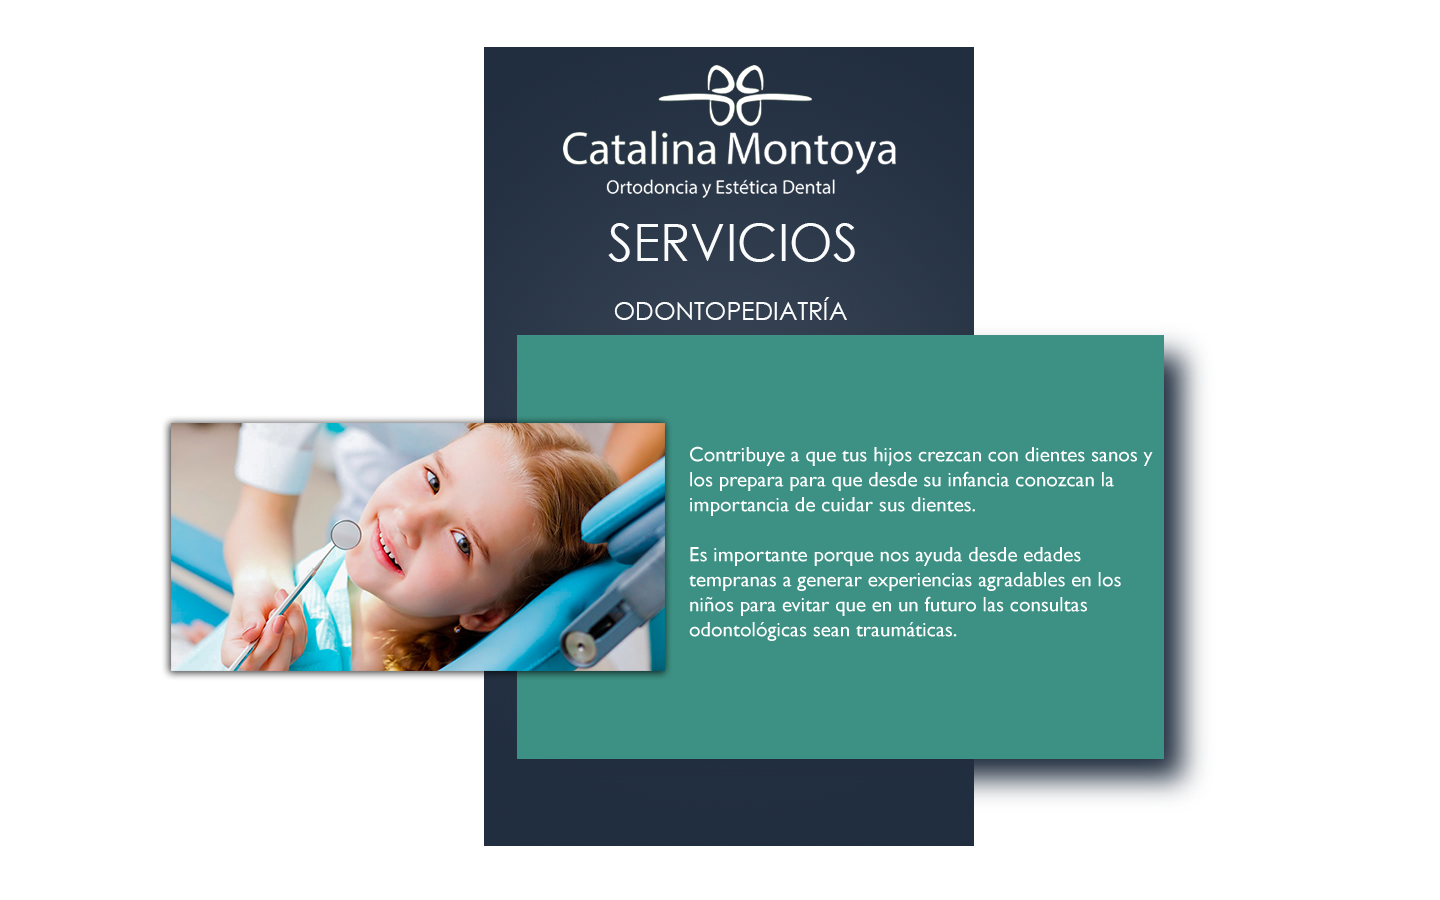 Catalina Montoya
Ortodoncia y Estética Dental
SERVICIOS
ODONTOPEDIATRÍA
Contribuye a que tus hijos crezcan con dientes sanos y
los prepara para que desde su infancia conozcan la
importancia de cuidar sus dientes.
Es importante porque nos ayuda desde edades
tempranas a generar experiencias agradables en los
niños para evitar que en un futuro las consultas
odontológicas sean traumáticas.